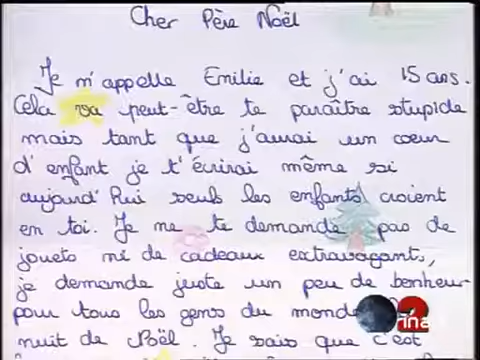 Cher Père Noël
Je m'appelle Emilie et j'ai 15 ans.
Cela va peut-être te paraître stupide
mais tant que j'aurai un coeur
d'enfant je t'écrirai même si
aujourd'hui seuls les enfants croient
en toi. Je ne te demande pas de
jouets ni de cadeaux extravagants,
je demande juste un peu de bonheur
pour tous les gens du monde
ina
nuit de Noël. Je sais que c'est